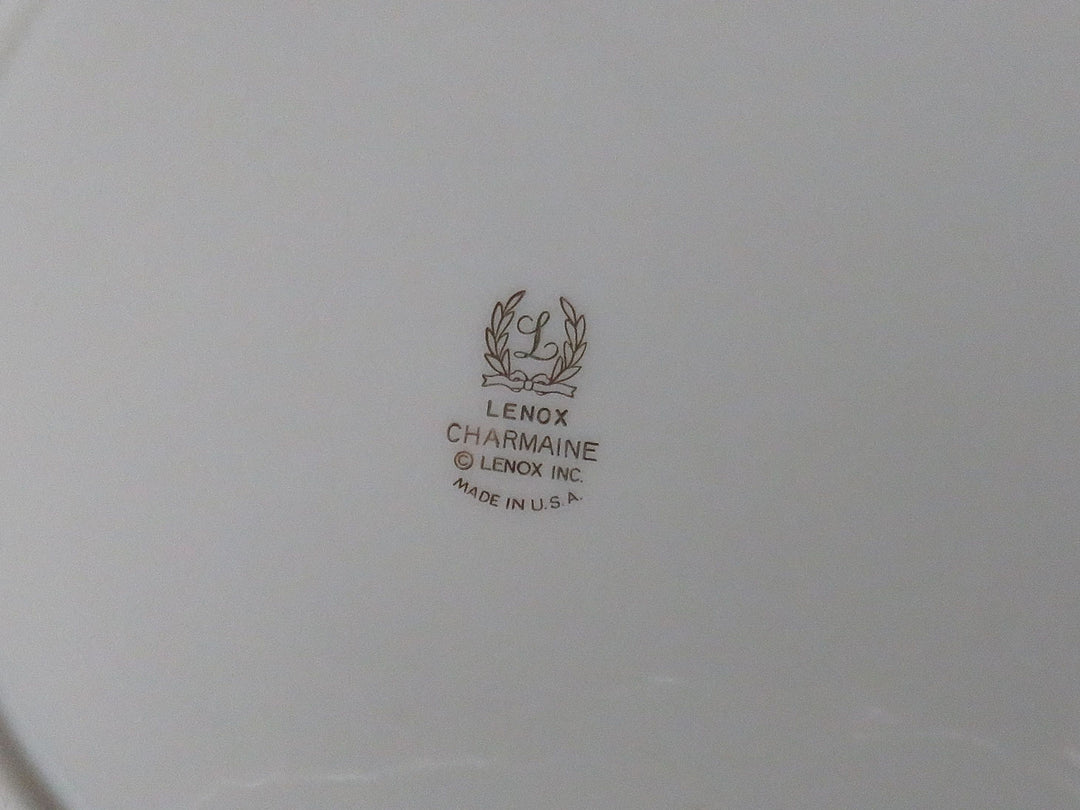 L
LENOX
CHARMAINE
© LENOX INC.
MADE IN U.S.A.